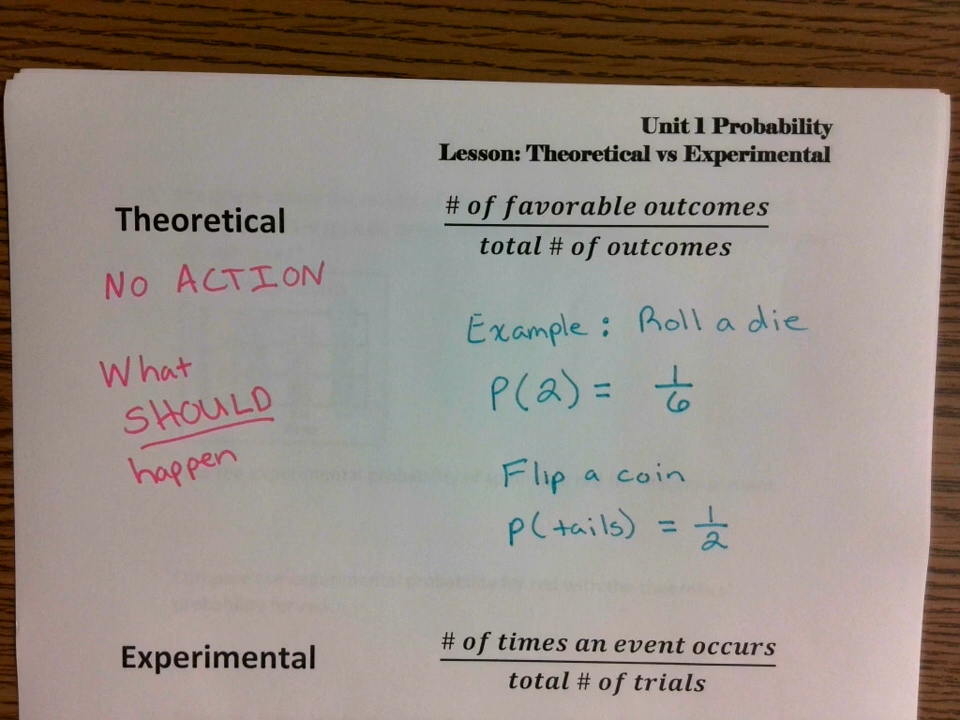 Unit 1 Probability
Lesson: Theoretical vs Experimental
Theoretical
# of favorable outcomes
total # of outcomes
NO ACTION
What
SHOULD
happen
Example: Roll a die
P(2) = 1/6
Flip a coin
P(tails) = 1/2
Experimental
# of times an event occurs
total # of trials